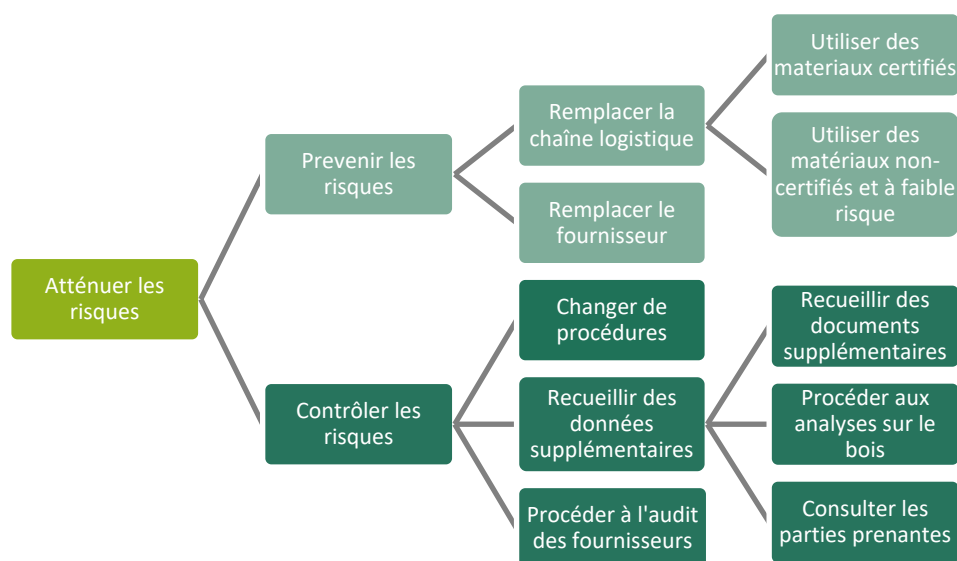 Atténuer les
risques
Prevenir les
risques
Remplacer la
chaîne logistique
Utiliser des
materiaux certifiés
Utiliser des
matériaux non-
certifiés et à faible
risque
Remplacer le
fournisseur
Contrôler les
risques
Changer de
procédures
Recueillir des
données
supplémentaires
Recueillir des
documents
supplémentaires
Procéder aux
analyses sur le
bois
Consulter les
parties prenantes
Procéder à l'audit
des fournisseurs